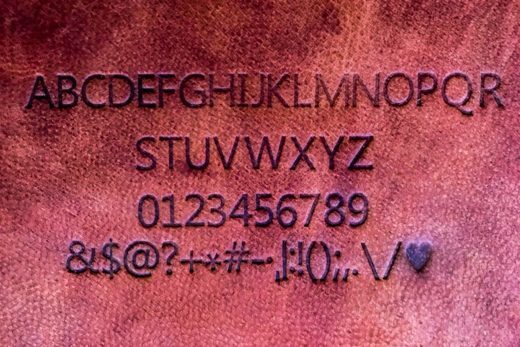 ABCDEFGHIJKLMNOPQR
STUVWXYZ
0123456789
&$@?+*#-·,|:!!();,. \/♥